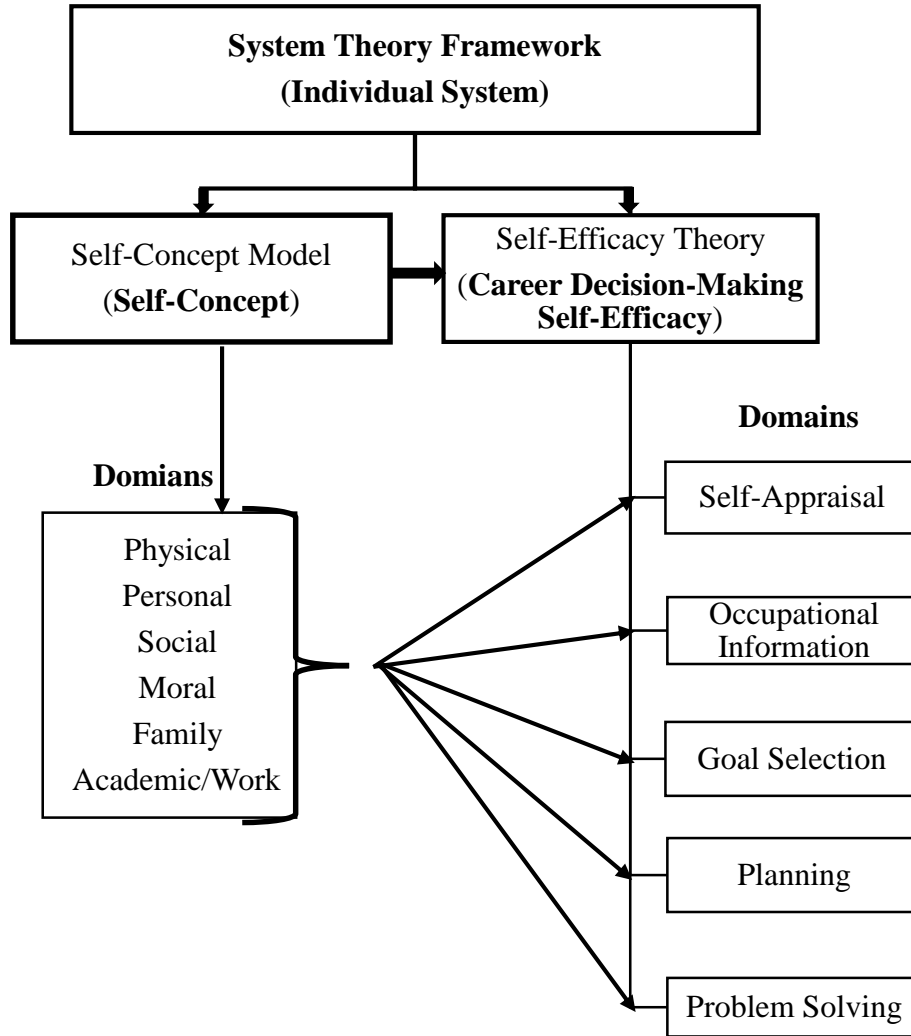 System Theory Framework
(Individual System)
Self-Concept Model
(Self-Concept)
Self-Efficacy Theory
(Career Decision-Making
Self-Efficacy)
Domians
Physical
Personal
Social
Moral
Family
Academic/Work
Domains
Self-Appraisal
Occupational
Information
Goal Selection
Planning
Problem Solving